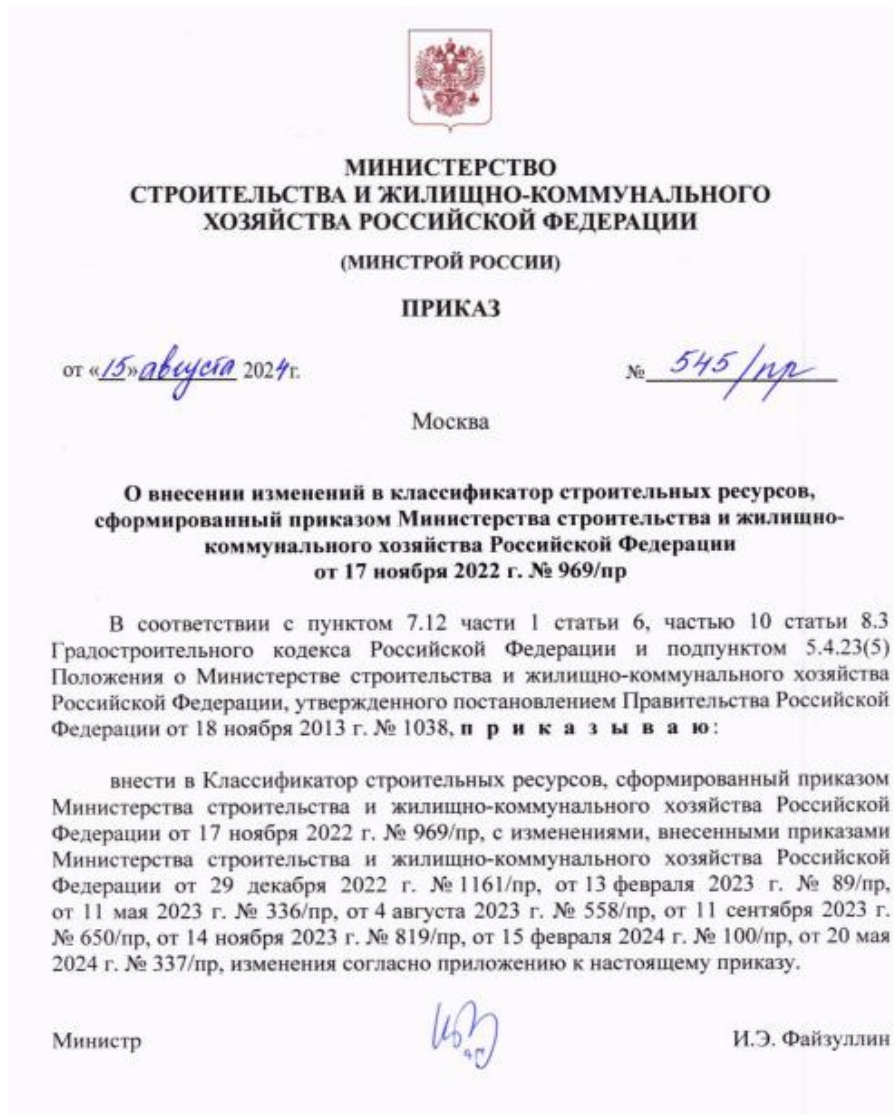 МИНИСТЕРСТВО
СТРОИТЕЛЬСТВА И ЖИЛИЩНО-КОММУНАЛЬНОГО
ХОЗЯЙСТВА РОССИЙСКОЙ ФЕДЕРАЦИИ
(МИНСТРОЙ РОССИИ)
ПРИКАЗ
от «15» августа 2024г. № 545/пр
Москва
О внесении изменений в классификатор строительных ресурсов,
сформированный приказом Министерства строительства и жилищно-
коммунального хозяйства Российской Федерации
от 17 ноября 2022 г. № 969/пр
В соответствии с пунктом 7.12 части 1 статьи 6, частью 10 статьи 8.3
Градостроительного кодекса Российской Федерации и подпунктом 5.4.23(5)
Положения о Министерстве строительства и жилищно-коммунального хозяйства
Российской Федерации, утвержденного постановлением Правительства Российской
Федерации от 18 ноября 2013 г. № 1038, п р и к а з ы в а ю:
внести в Классификатор строительных ресурсов, сформированный приказом
Министерства строительства и жилищно-коммунального хозяйства Российской
Федерации от 17 ноября 2022 г. № 969/пр, с изменениями, внесенными приказами
Министерства строительства и жилищно-коммунального хозяйства Российской
Федерации от 29 декабря 2022 г. № 1161/пр, от 13 февраля 2023 г. № 89/пр,
от 11 мая 2023 г. № 336/пр, от 4 августа 2023 г. № 558/пр, от 11 сентября 2023 г.
№ 650/пр, от 14 ноября 2023 г. № 819/пр, от 15 февраля 2024 г. № 100/пр, от 20 мая
2024 г. № 337/пр, изменения согласно приложению к настоящему приказу.
Министр И.Э. Файзуллин